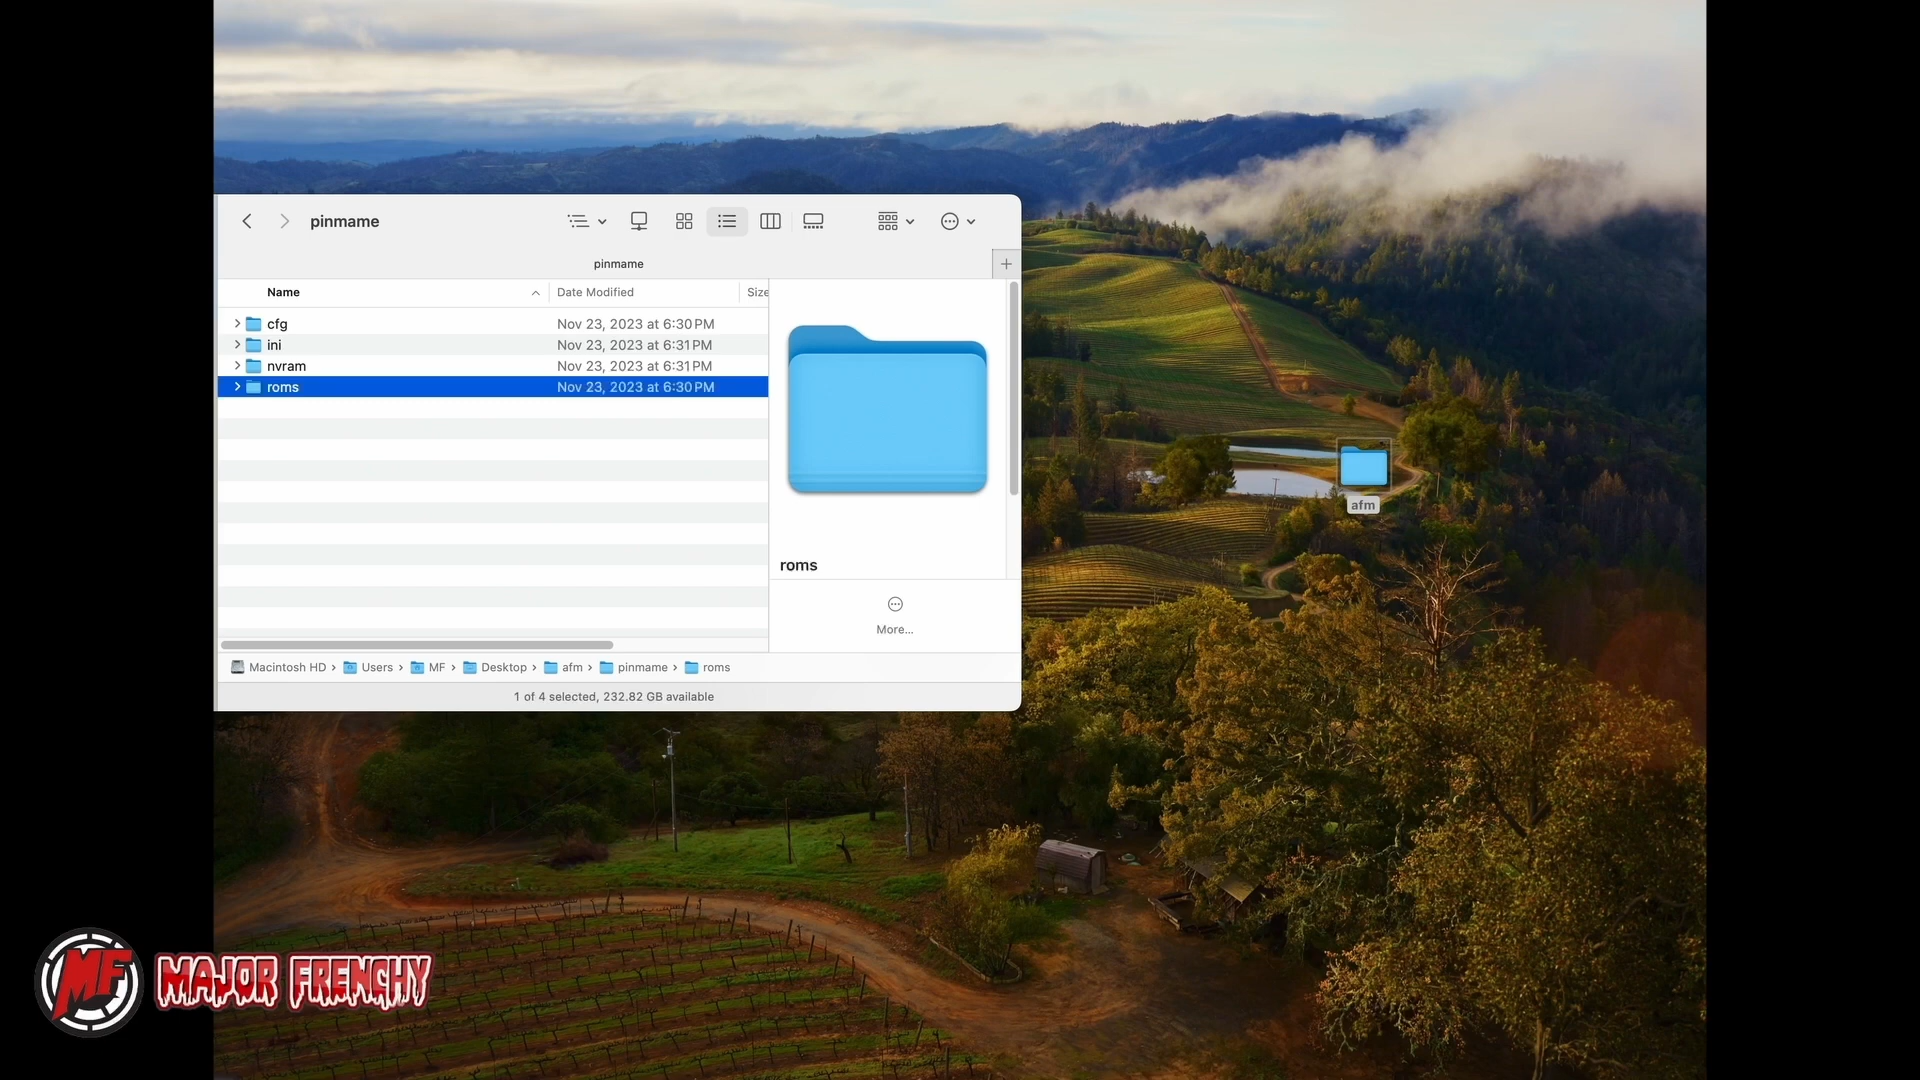 pinmame
pinmame
Name Date Modified Size
cfg Nov 23, 2023 at 6:30 PM
ini Nov 23, 2023 at 6:31 PM
nvram Nov 23, 2023 at 6:31 PM
roms Nov 23, 2023 at 6:30 PM
roms
More...
Macintosh HD › Users › MF › Desktop › afm › pinmame › roms
1 of 4 selected, 232.82 GB available
afm
MF MAJOR FRENCHY